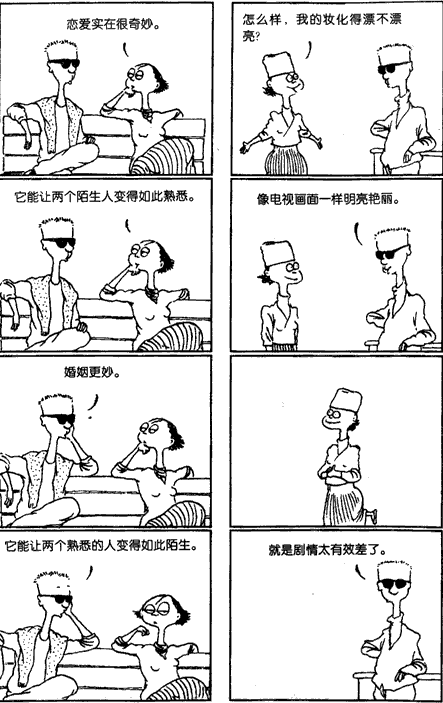 恋爱实在很奇妙。
它能让两个陌生人变得如此熟悉。
婚姻更妙。
它能让两个熟悉的人变得如此陌生。
怎么样，我的妆化得漂不漂
亮？
像电视画面一样明亮艳丽。
就是剧情太有效差了。